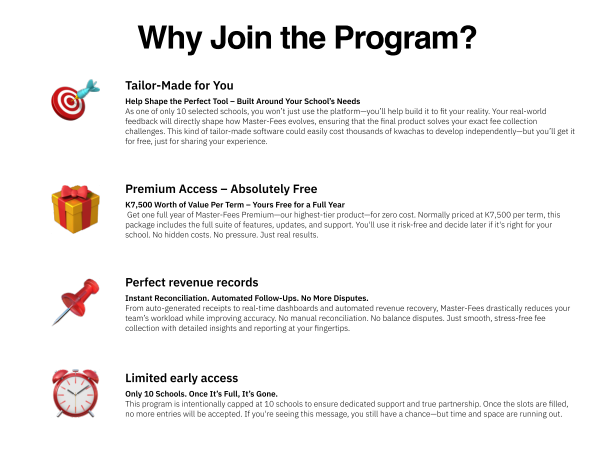 Why Join the Program?
Tailor-Made for You
Help Shape the Perfect Tool – Built Around Your School's Needs
As one of only 10 selected schools, you won't just use the platform—you'll help build it to fit your reality. Your real-world
feedback will directly shape how Master-Fees evolves, ensuring that the final product solves your exact fee collection
challenges. This kind of tailor-made software could easily cost thousands of kwachas to develop independently—but you'll get it
for free, just for sharing your experience.
Premium Access – Absolutely Free
K7,500 Worth of Value Per Term – Yours Free for a Full Year
Get one full year of Master-Fees Premium—our highest-tier product—for zero cost. Normally priced at K7,500 per term, this
package includes the full suite of features, updates, and support. You'll use it risk-free and decide later if it's right for your
school. No hidden costs. No pressure. Just real results.
Perfect revenue records
Instant Reconciliation. Automated Follow-Ups. No More Disputes.
From auto-generated receipts to real-time dashboards and automated revenue recovery, Master-Fees drastically reduces your
team's workload while improving accuracy. No manual reconciliation. No balance disputes. Just smooth, stress-free fee
collection with detailed insights and reporting at your fingertips.
Limited early access
Only 10 Schools. Once It's Full, It's Gone.
This program is intentionally capped at 10 schools to ensure dedicated support and true partnership. Once the slots are filled,
no more entries will be accepted. If you're seeing this message, you still have a chance—but time and space are running out.